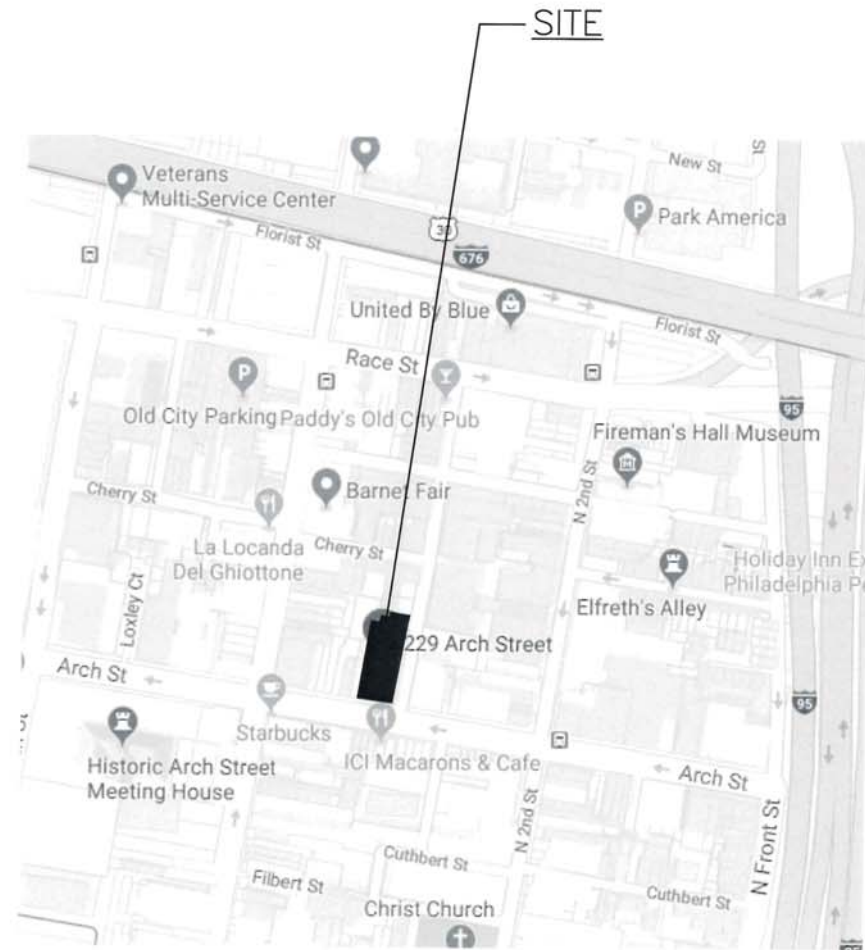 SITE
Veterans
Multi-Service Center
New St
Park America
30
676
Florist St
United By Blue
Florist St
Race St
95
Old City Parking
Paddy's Old City Pub
Fireman's Hall Museum
Barnet Fair
N 2nd St
Cherry St
La Locanda
Del Ghiottone
Cherry St
Holiday Inn Ex
Philadelphia P
Elfreth's Alley
Loxley Ct
229 Arch Street
Arch St
95
Starbucks
ICI Macarons & Cafe
Historic Arch Street
Meeting House
Arch St
N 2nd St
N Front St
Cuthbert St
Filbert St
Cuthbert St
Christ Church